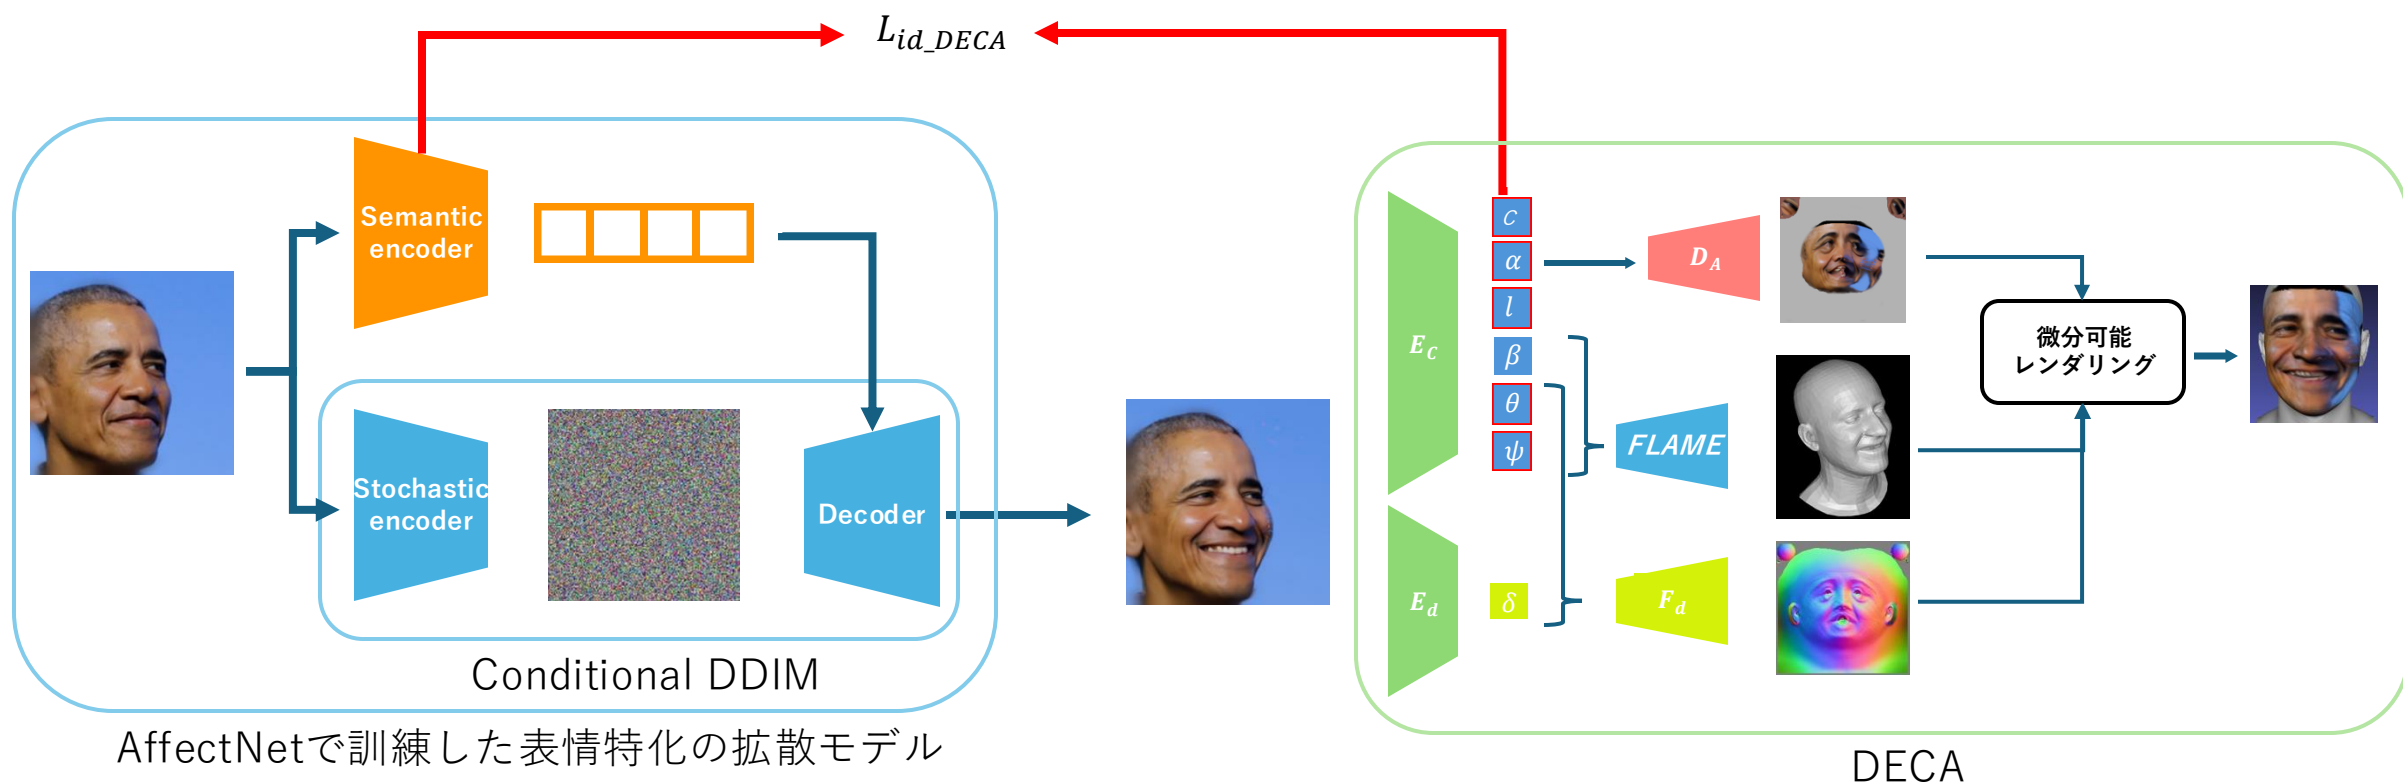 L_{id_DECA}
Semantic
encoder
Stochastic
encoder
Decoder
Conditional DDIM
AffectNetで訓練した表情特化の拡散モデル
E_C
E_d
c
α
l
β
θ
ψ
δ
D_A
FLAME
F_d
微分可能
レンダリング
DECA